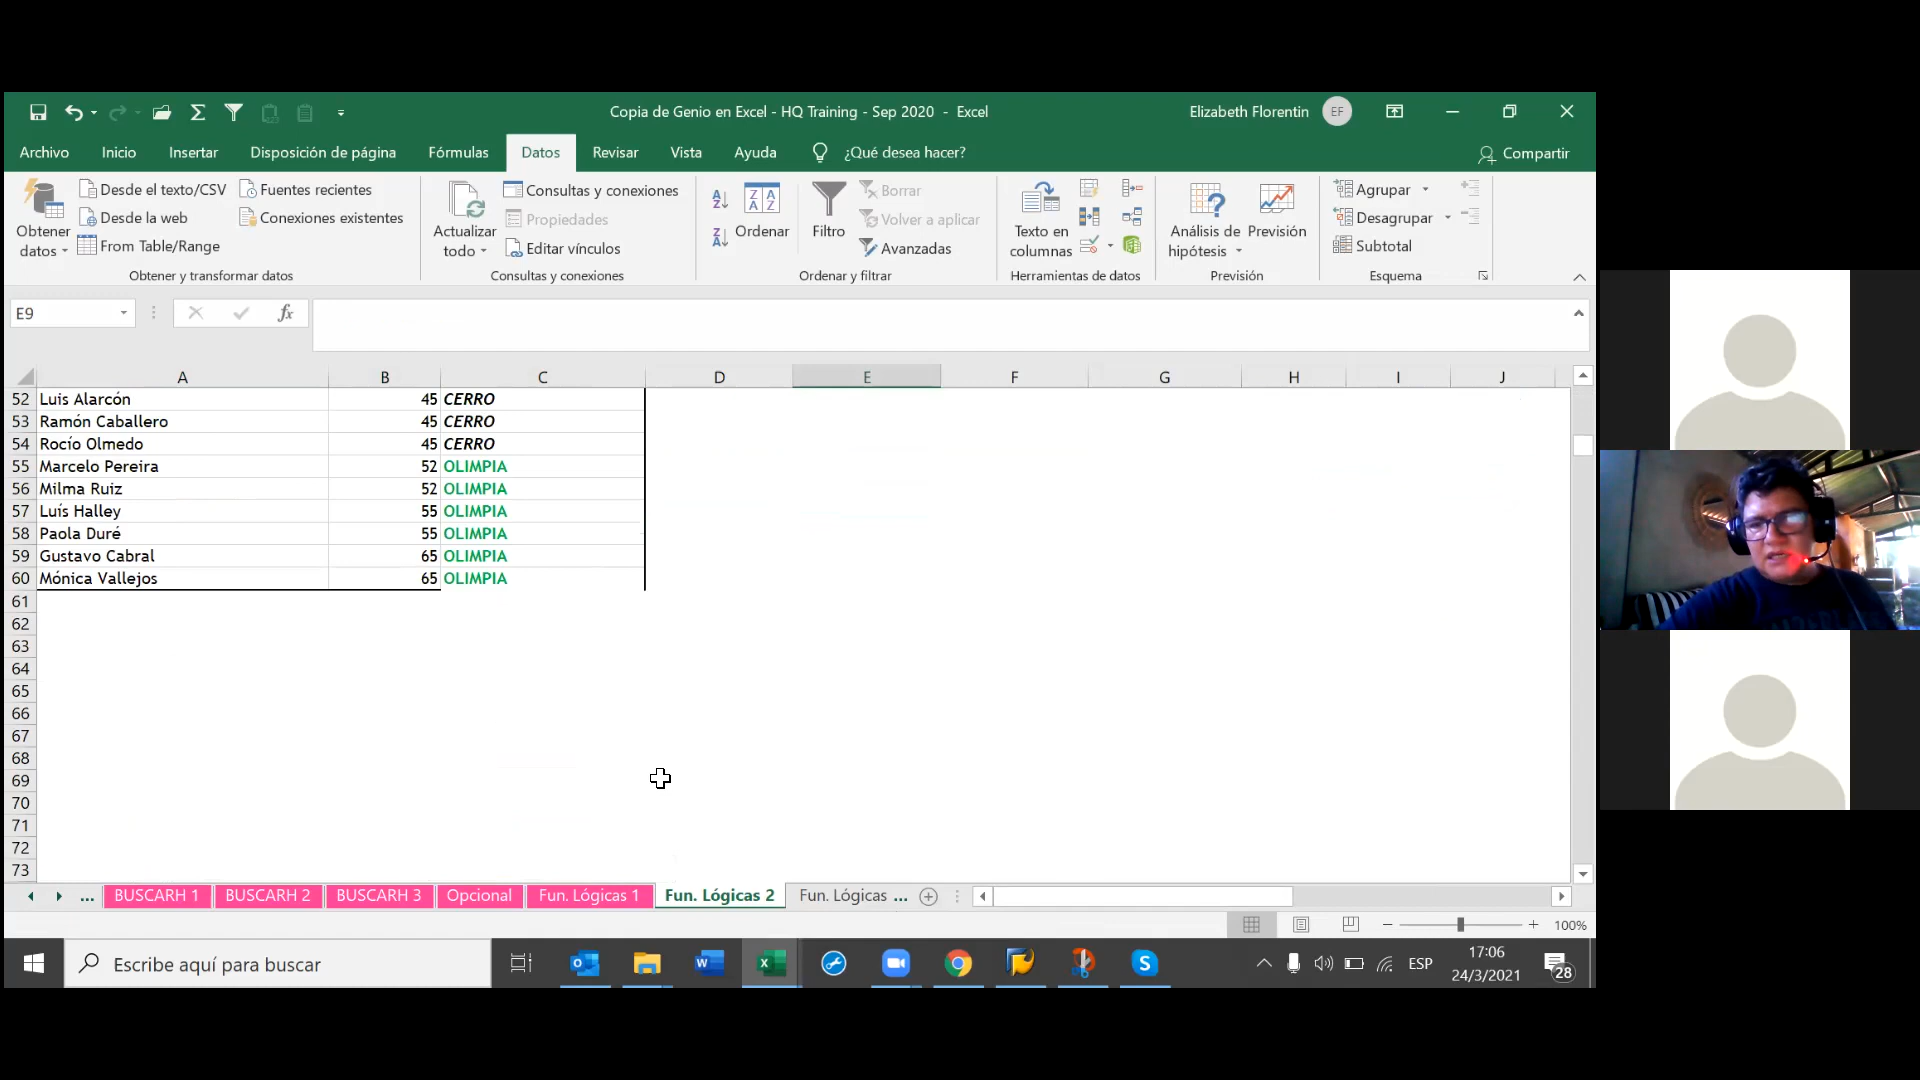 Copia de Genio en Excel - HQ Training - Sep 2020 - Excel
Elizabeth Florentin EF
Archivo Inicio Insertar Disposición de página Fórmulas Datos Revisar Vista Ayuda ¿Qué desea hacer? Compartir
Obtener datos
Desde el texto/CSV
Desde la web
From Table/Range
Fuentes recientes
Conexiones existentes
Obtener y transformar datos
Actualizar todo
Consultas y conexiones
Propiedades
Editar vínculos
Consultas y conexiones
Ordenar
Filtro
Borrar
Volver a aplicar
Avanzadas
Ordenar y filtrar
Texto en columnas
Herramientas de datos
Análisis de hipótesis
Previsión
Previsión
Agrupar
Desagrupar
Subtotal
Esquema
E9 fx
A B C D E F G H I J
52 Luis Alarcón 45 CERRO
53 Ramón Caballero 45 CERRO
54 Rocío Olmedo 45 CERRO
55 Marcelo Pereira 52 OLIMPIA
56 Milma Ruiz 52 OLIMPIA
57 Luís Halley 55 OLIMPIA
58 Paola Duré 55 OLIMPIA
59 Gustavo Cabral 65 OLIMPIA
60 Mónica Vallejos 65 OLIMPIA
61
62
63
64
65
66
67
68
69
70
71
72
73
... BUSCARH 1 BUSCARH 2 BUSCARH 3 Opcional Fun. Lógicas 1 Fun. Lógicas 2 Fun. Lógicas ...
100%
Escribe aquí para buscar
ESP
17:06
24/3/2021
28